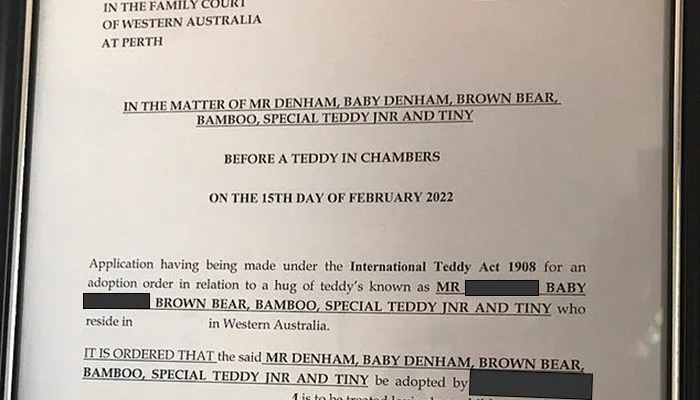 IN THE FAMILY COURT
OF WESTERN AUSTRALIA
AT PERTH
IN THE MATTER OF MR DENHAM, BABY DENHAM, BROWN BEAR,
BAMBOO, SPECIAL TEDDY JNR AND TINY
BEFORE A TEDDY IN CHAMBERS
ON THE 15TH DAY OF FEBRUARY 2022
Application having being made under the International Teddy Act 1908 for an
adoption order in relation to a hug of teddy's known as MR BABY
BROWN BEAR, BAMBOO, SPECIAL TEDDY JNR AND TINY who
reside in in Western Australia.
IT IS ORDERED THAT the said MR DENHAM, BABY DENHAM, BROWN BEAR,
BAMBOO, SPECIAL TEDDY JNR AND TINY be adopted by
is to be treated